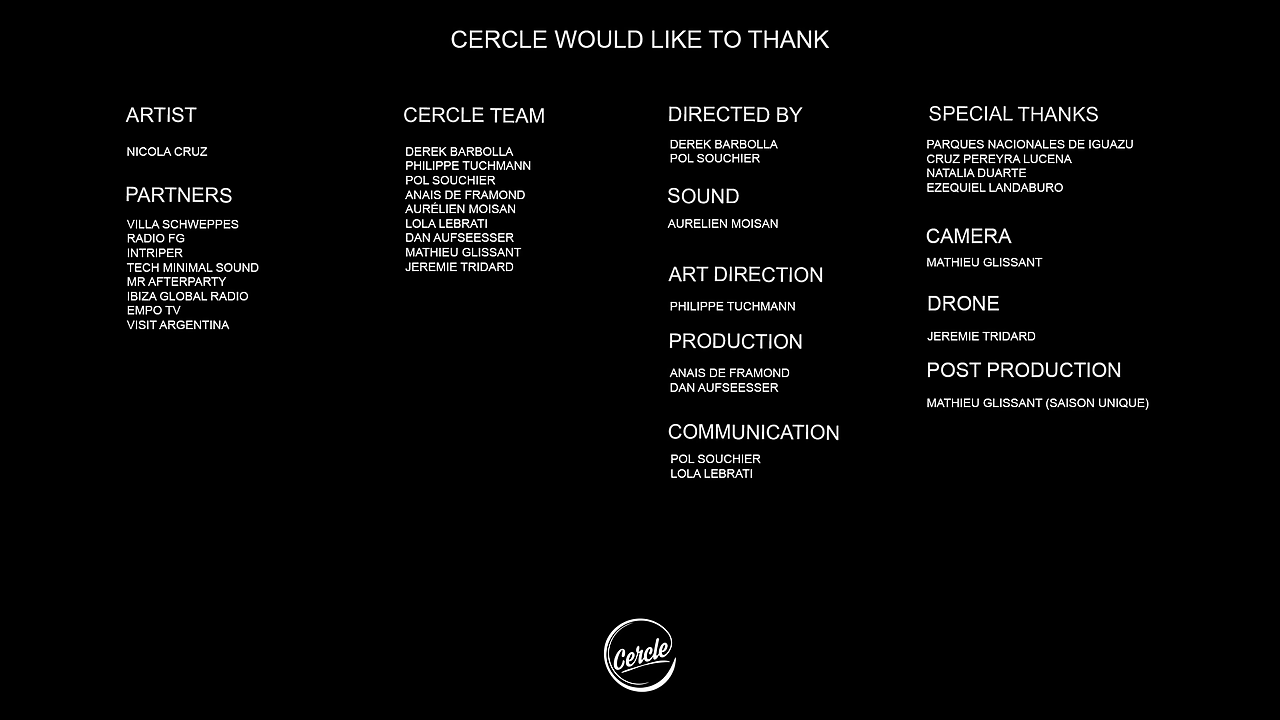 CERCLE WOULD LIKE TO THANK
ARTIST
NICOLA CRUZ
PARTNERS
VILLA SCHWEPPES
RADIO FG
INTRIPER
TECH MINIMAL SOUND
MR AFTERPARTY
IBIZA GLOBAL RADIO
EMPO TV
VISIT ARGENTINA
CERCLE TEAM
DEREK BARBOLLA
PHILIPPE TUCHMANN
POL SOUCHIER
ANAIS DE FRAMOND
AURÉLIEN MOISAN
LOLA LEBRATI
DAN AUFSEESSER
MATHIEU GLISSANT
JEREMIE TRIDARD
DIRECTED BY
DEREK BARBOLLA
POL SOUCHIER
SOUND
AURELIEN MOISAN
ART DIRECTION
PHILIPPE TUCHMANN
PRODUCTION
ANAIS DE FRAMOND
DAN AUFSEESSER
COMMUNICATION
POL SOUCHIER
LOLA LEBRATI
SPECIAL THANKS
PARQUES NACIONALES DE IGUAZU
CRUZ PEREYRA LUCENA
NATALIA DUARTE
EZEQUIEL LANDABURO
CAMERA
MATHIEU GLISSANT
DRONE
JEREMIE TRIDARD
POST PRODUCTION
MATHIEU GLISSANT (SAISON UNIQUE)
Cercle